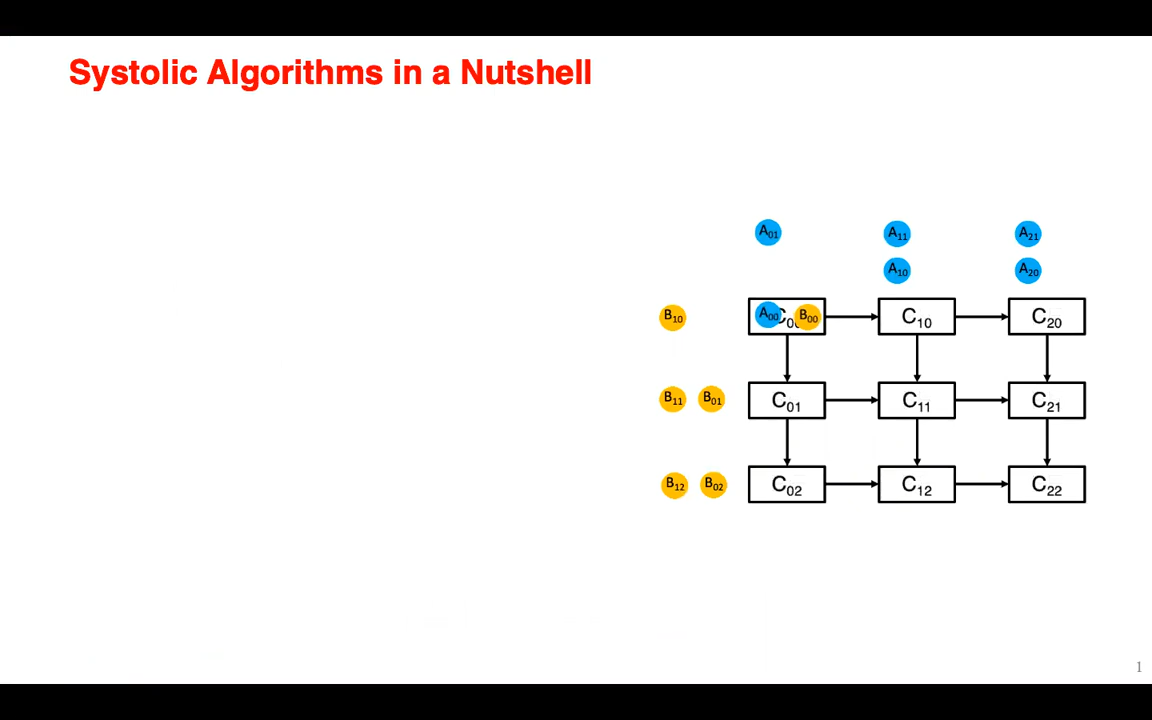 Systolic Algorithms in a Nutshell
A01 A11 A21
A10 A20
B10 A00 B00 C10 C20
B11 B01 C01 C11 C21
B12 B02 C02 C12 C22
1